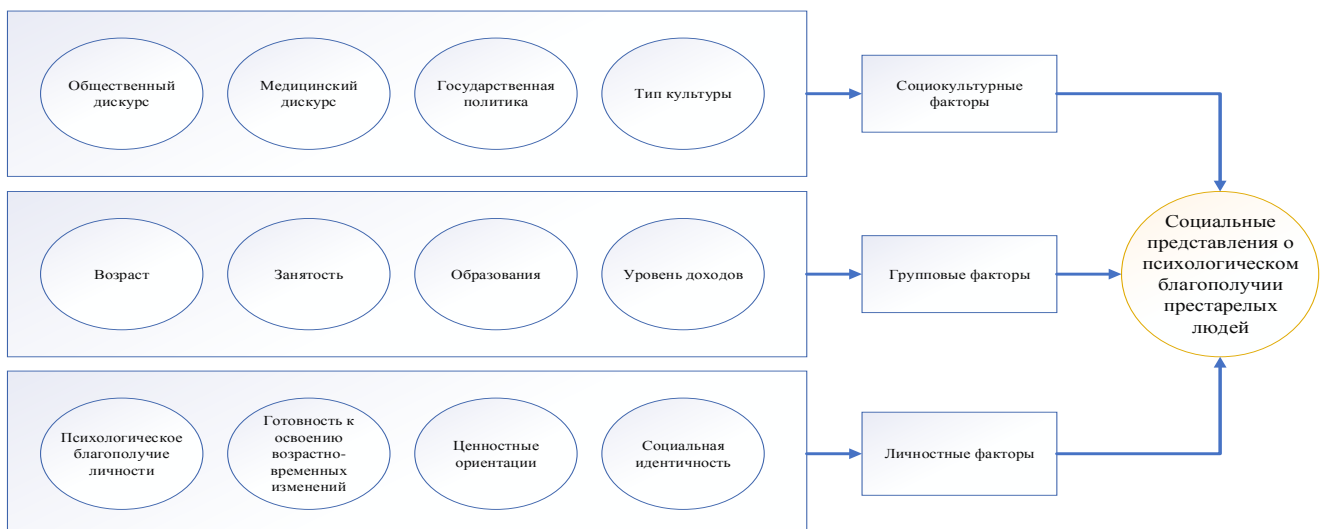 Общественный
дискурс
Медицинский
дискурс
Государственная
политика
Тип культуры
Социокультурные
факторы
Возраст
Занятость
Образования
Уровень доходов
Групповые факторы
Социальные
представления о
психологическом
благополучии
престарелых
людей
Психологическое
благополучие
личности
Готовность к
освоению
возрастно-
временных
изменений
Ценностные
ориентации
Социальная
идентичность
Личностные факторы